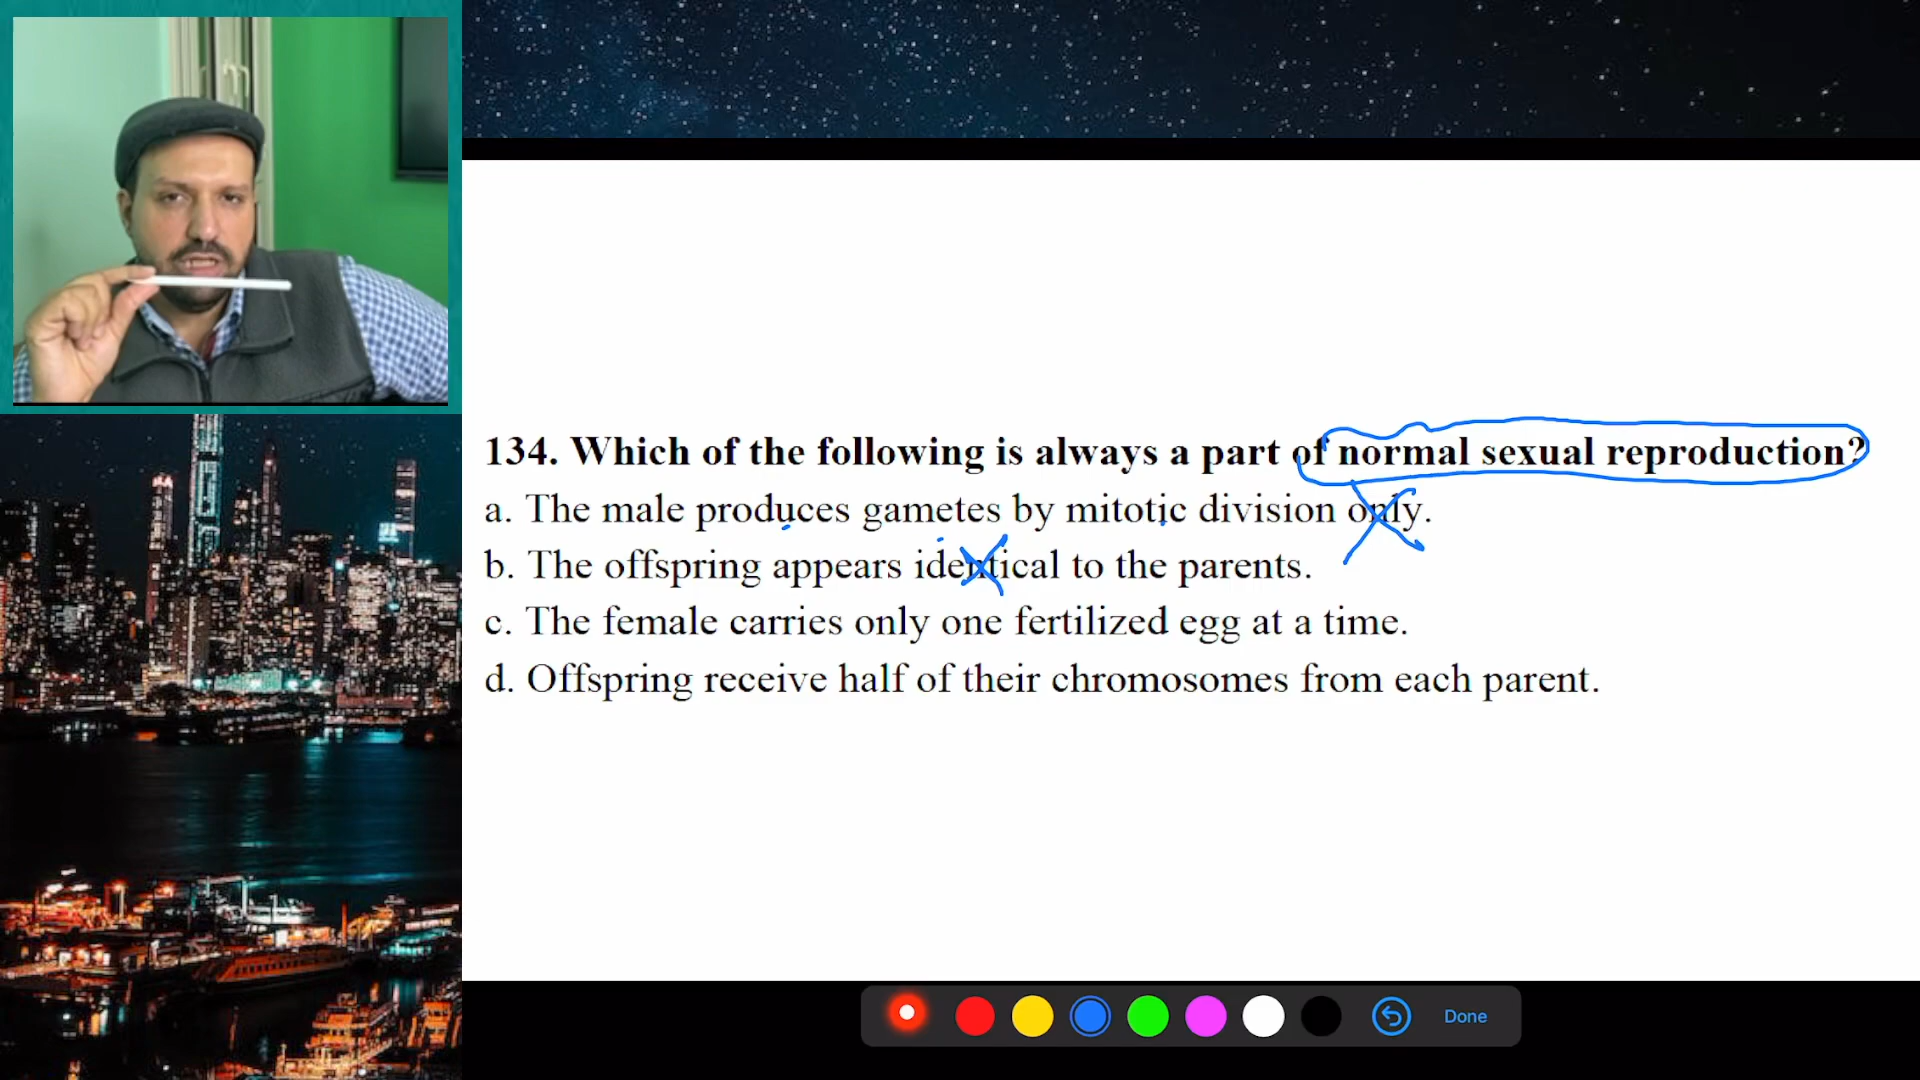 134. Which of the following is always a part of normal sexual reproduction?
a. The male produces gametes by mitotic division only.
b. The offspring appears identical to the parents.
c. The female carries only one fertilized egg at a time.
d. Offspring receive half of their chromosomes from each parent.
Done